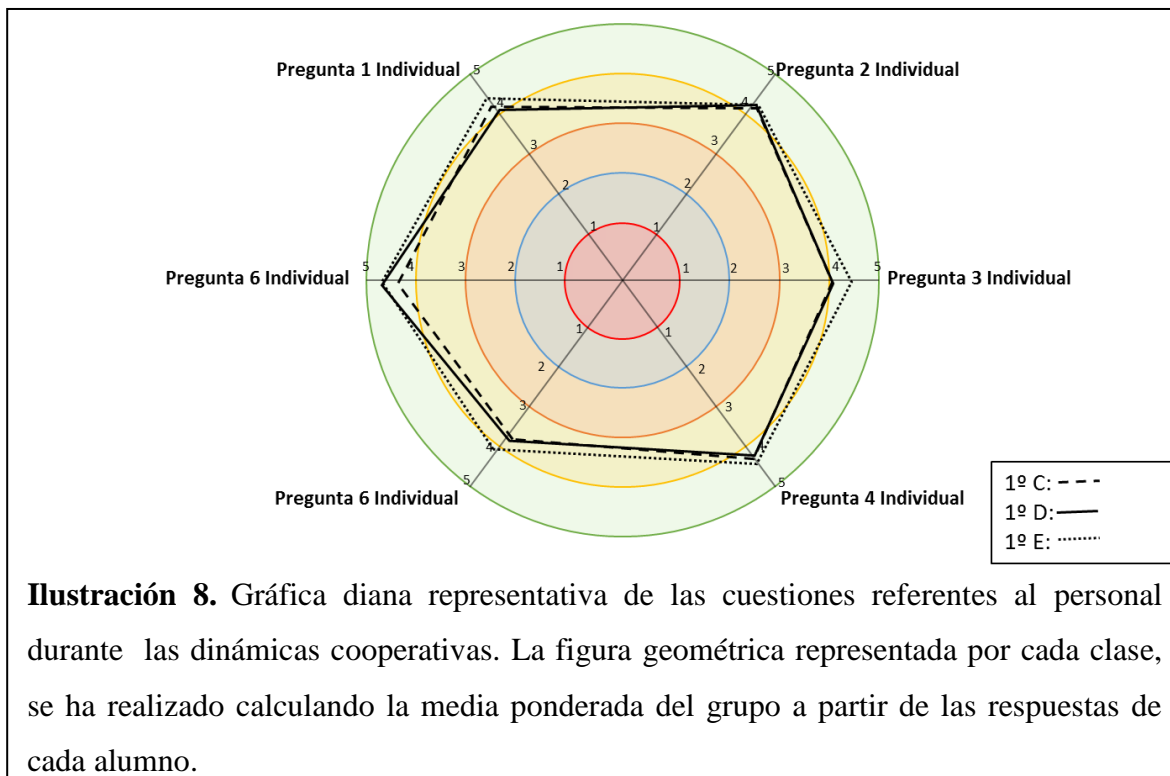 Pregunta 1 Individual 5 5 Pregunta 2 Individual
4 4
3 3
2 2
1 1
Pregunta 6 Individual 5 4 3 2 1 1 2 3 4 5 Pregunta 3 Individual
1 1
2 2
3 3
4
Pregunta 6 Individual 5 5 Pregunta 4 Individual
1º C:
1º D:
1º E:
Ilustración 8. Gráfica diana representativa de las cuestiones referentes al personal
durante las dinámicas cooperativas. La figura geométrica representada por cada clase,
se ha realizado calculando la media ponderada del grupo a partir de las respuestas de
cada alumno.